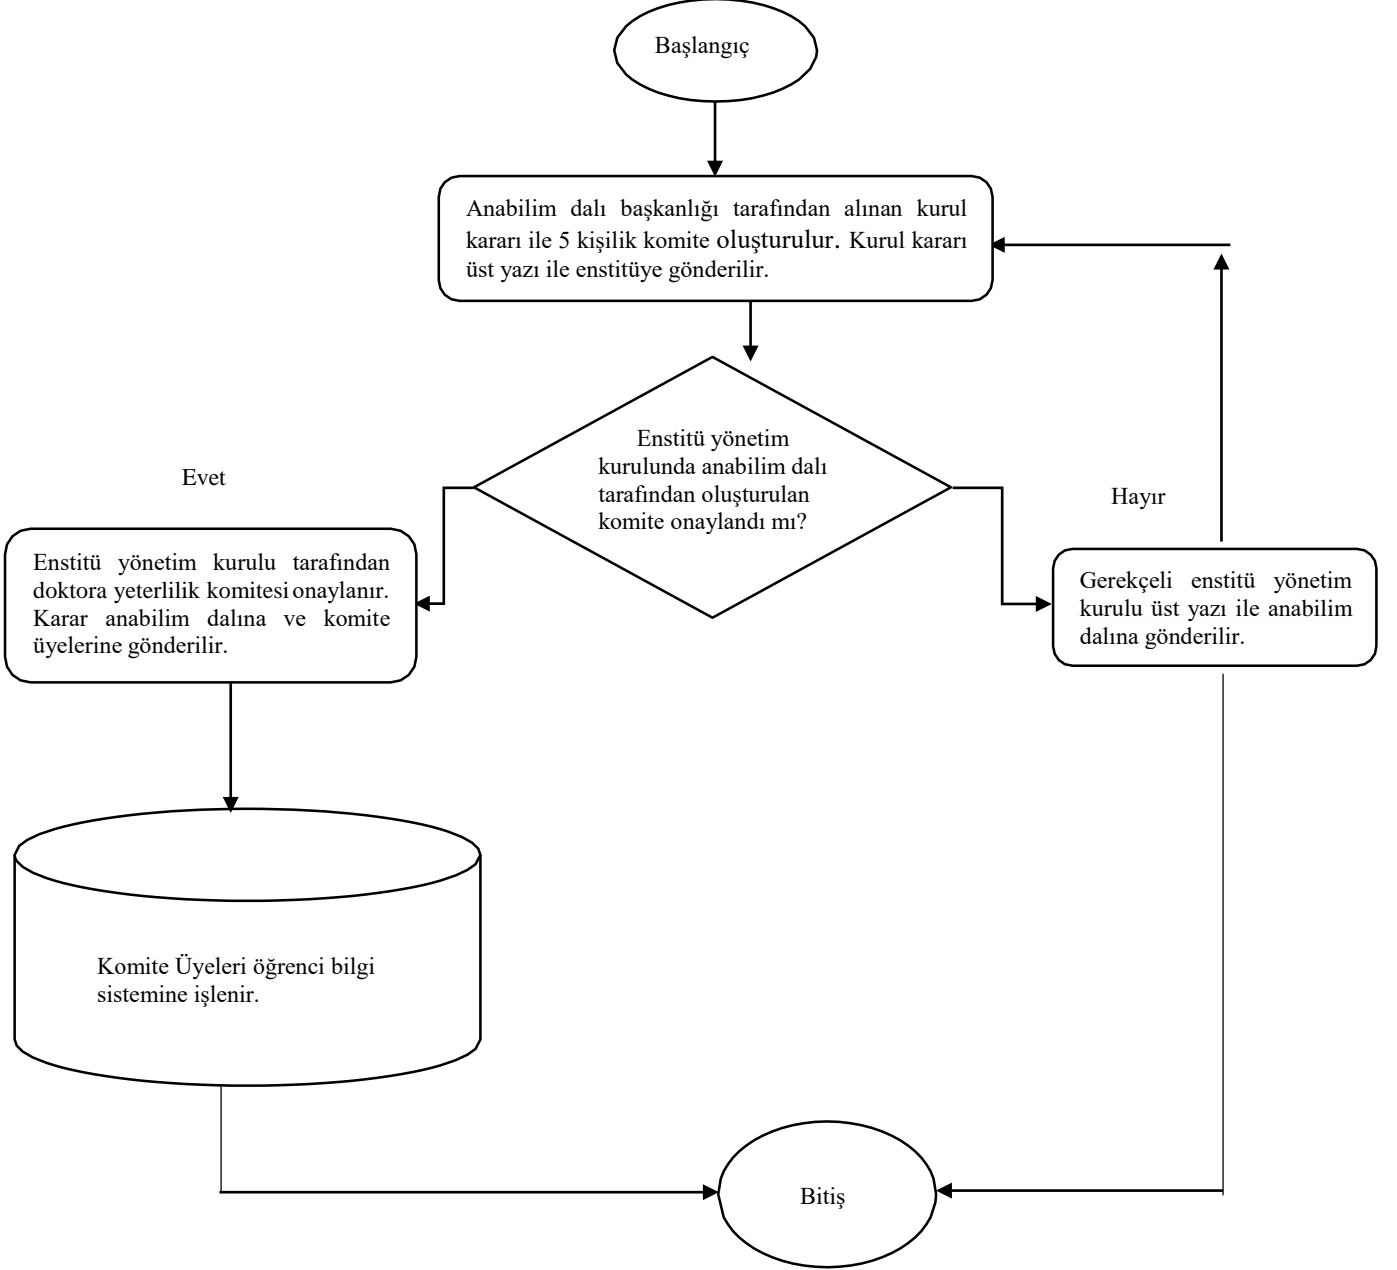 Başlangıç
Anabilim dalı başkanlığı tarafından alınan kurul
kararı ile 5 kişilik komite oluşturulur. Kurul kararı
üst yazı ile enstitüye gönderilir.
Enstitü yönetim
kurulunda anabilim dalı
tarafından oluşturulan
komite onaylandı mı?
Evet
Hayır
Enstitü yönetim kurulu tarafından
doktora yeterlilik komitesi onaylanır.
Karar anabilim dalına ve komite
üyelerine gönderilir.
Gerekçeli enstitü yönetim
kurulu üst yazı ile anabilim
dalına gönderilir.
Komite Üyeleri öğrenci bilgi
sistemine işlenir.
Bitiş